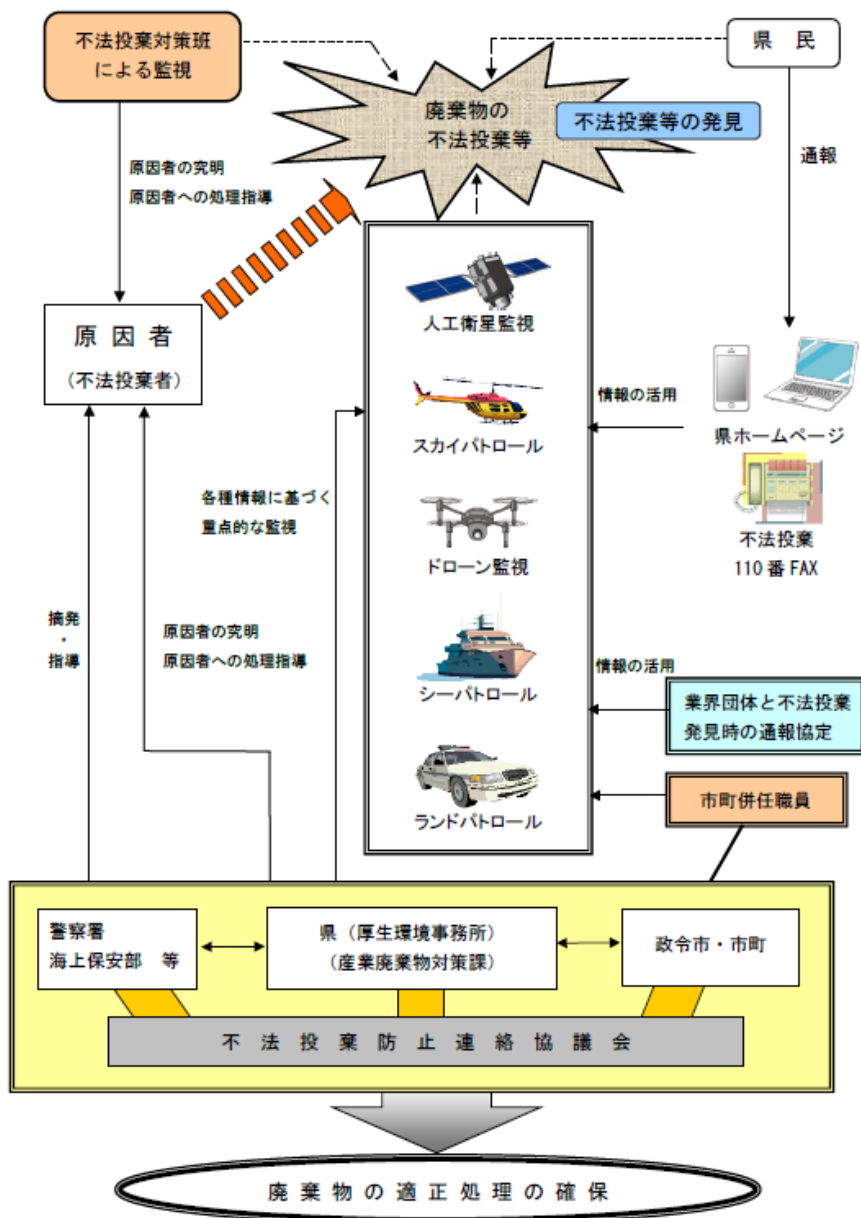 不法投棄対策班
による監視
県　民
廃棄物の
不法投棄等
不法投棄等の発見
通報
原因者の究明
原因者への処理指導
原 因 者
（不法投棄者）
人工衛星監視
スカイパトロール
ドローン監視
シーパトロール
ランドパトロール
情報の活用
県ホームページ
不法投棄
110 番 FAX
各種情報に基づく
重点的な監視
摘発
・
指導
原因者の究明
原因者への処理指導
情報の活用
業界団体と不法投棄
発見時の通報協定
市町併任職員
警察署
海上保安部　等
県（厚生環境事務所）
（産業廃棄物対策課）
政令市・市町
不 法 投 棄 防 止 連 絡 協 議 会
廃 棄 物 の 適 正 処 理 の 確 保